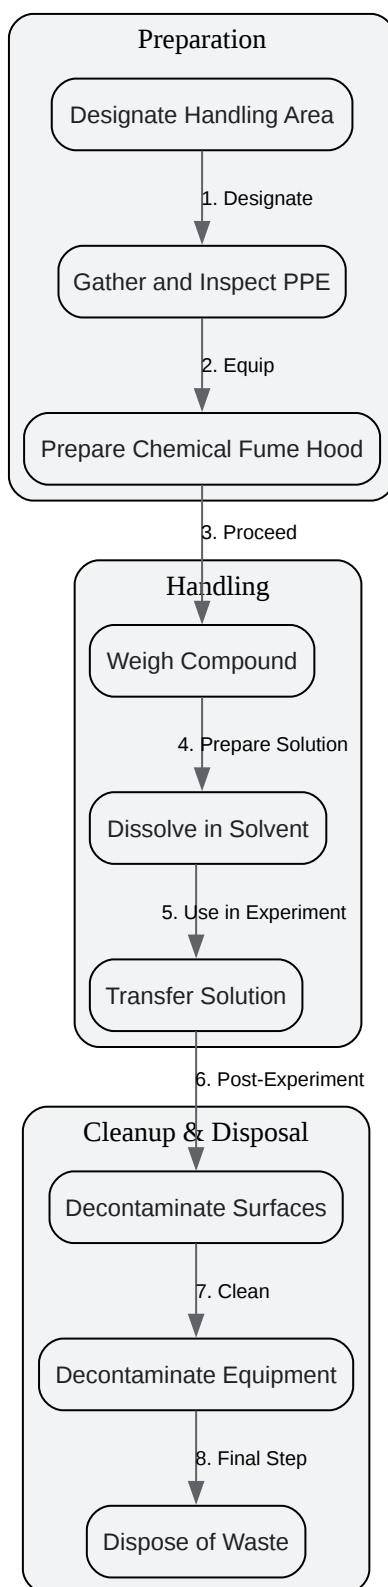 Preparation
Designate Handling Area
1. Designate
Gather and Inspect PPE
2. Equip
Prepare Chemical Fume Hood
3. Proceed
Handling
Weigh Compound
4. Prepare Solution
Dissolve in Solvent
5. Use in Experiment
Transfer Solution
6. Post-Experiment
Cleanup & Disposal
Decontaminate Surfaces
7. Clean
Decontaminate Equipment
8. Final Step
Dispose of Waste